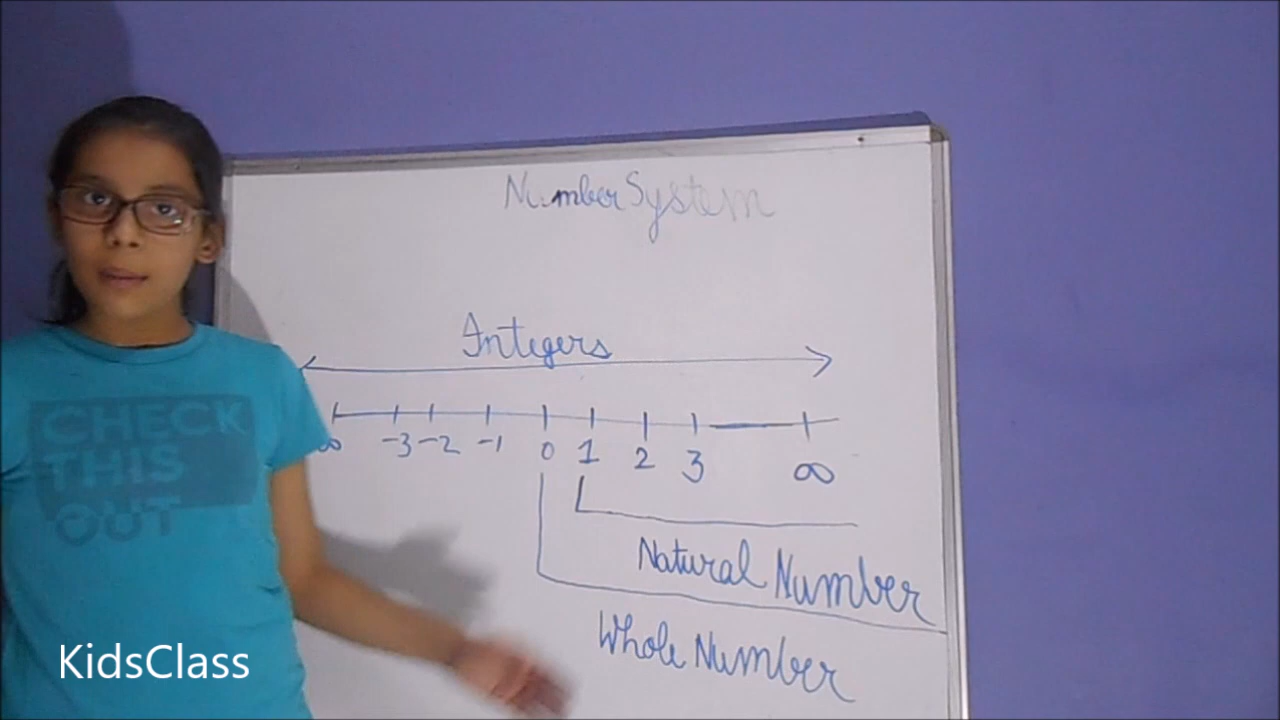 Number System
Integers
∞ -3 -2 -1 0 1 2 3 ∞
Natural Number
Whole Number
CHECK
THIS
OUT
KidsClass